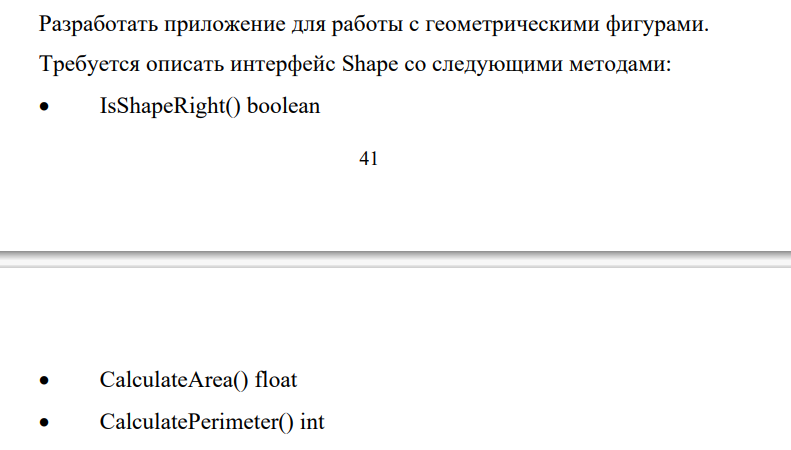 Разработать приложение для работы с геометрическими фигурами.
Требуется описать интерфейс Shape со следующими методами:
• IsShapeRight() boolean
41
• CalculateArea() float
• CalculatePerimeter() int